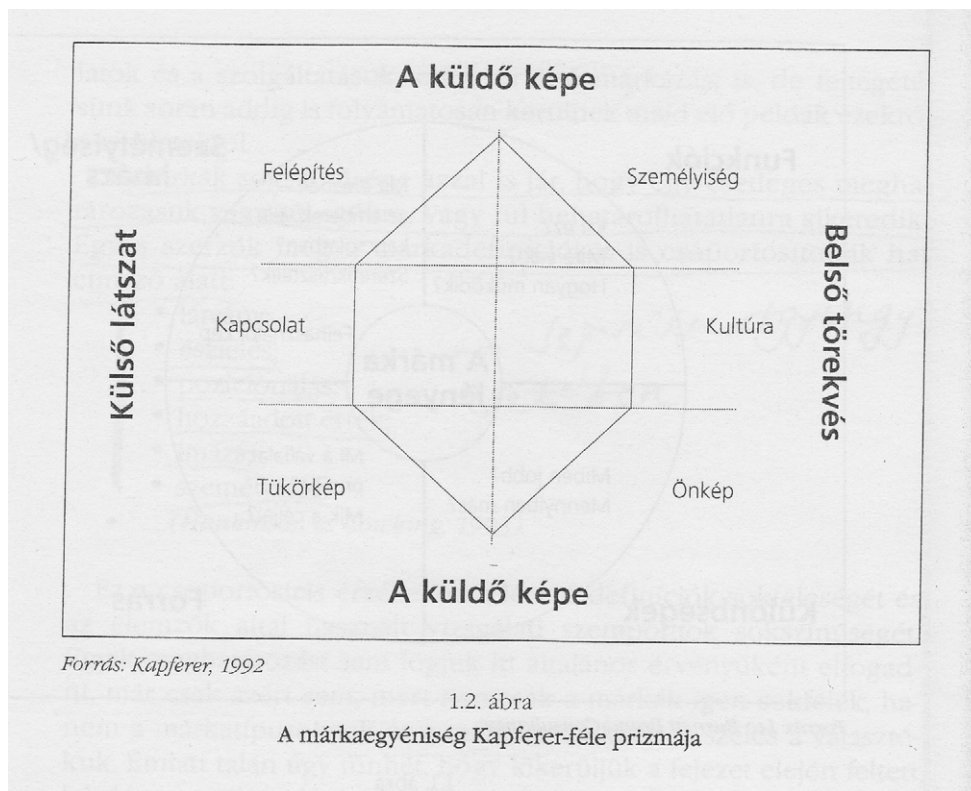 A küldő képe
Felépítés
Személyiség
Külső látszat
Belső törekvés
Kapcsolat
Kultúra
Tükörkép
Önkép
A küldő képe
Forrás: Kapferer, 1992
1.2. ábra
A márkaegyéniség Kapferer-féle prizmája